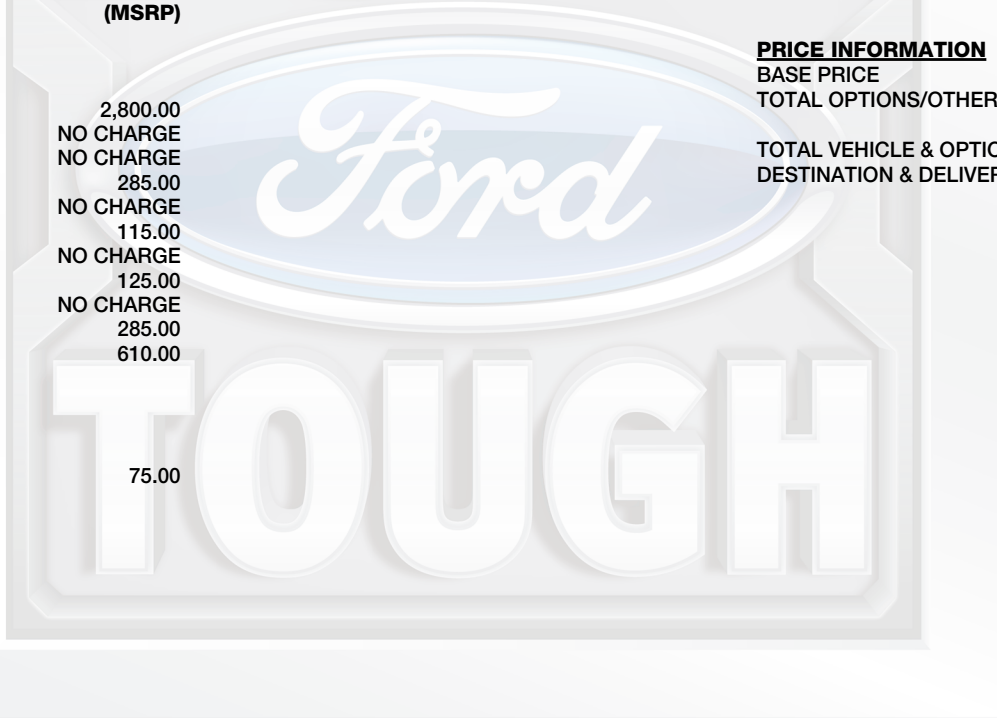 (MSRP)
2,800.00
NO CHARGE
NO CHARGE
285.00
NO CHARGE
115.00
NO CHARGE
125.00
NO CHARGE
285.00
610.00
75.00
PRICE INFORMATION
BASE PRICE
TOTAL OPTIONS/OTHER
TOTAL VEHICLE & OPTIO
DESTINATION & DELIVER
Ford
TOUGH